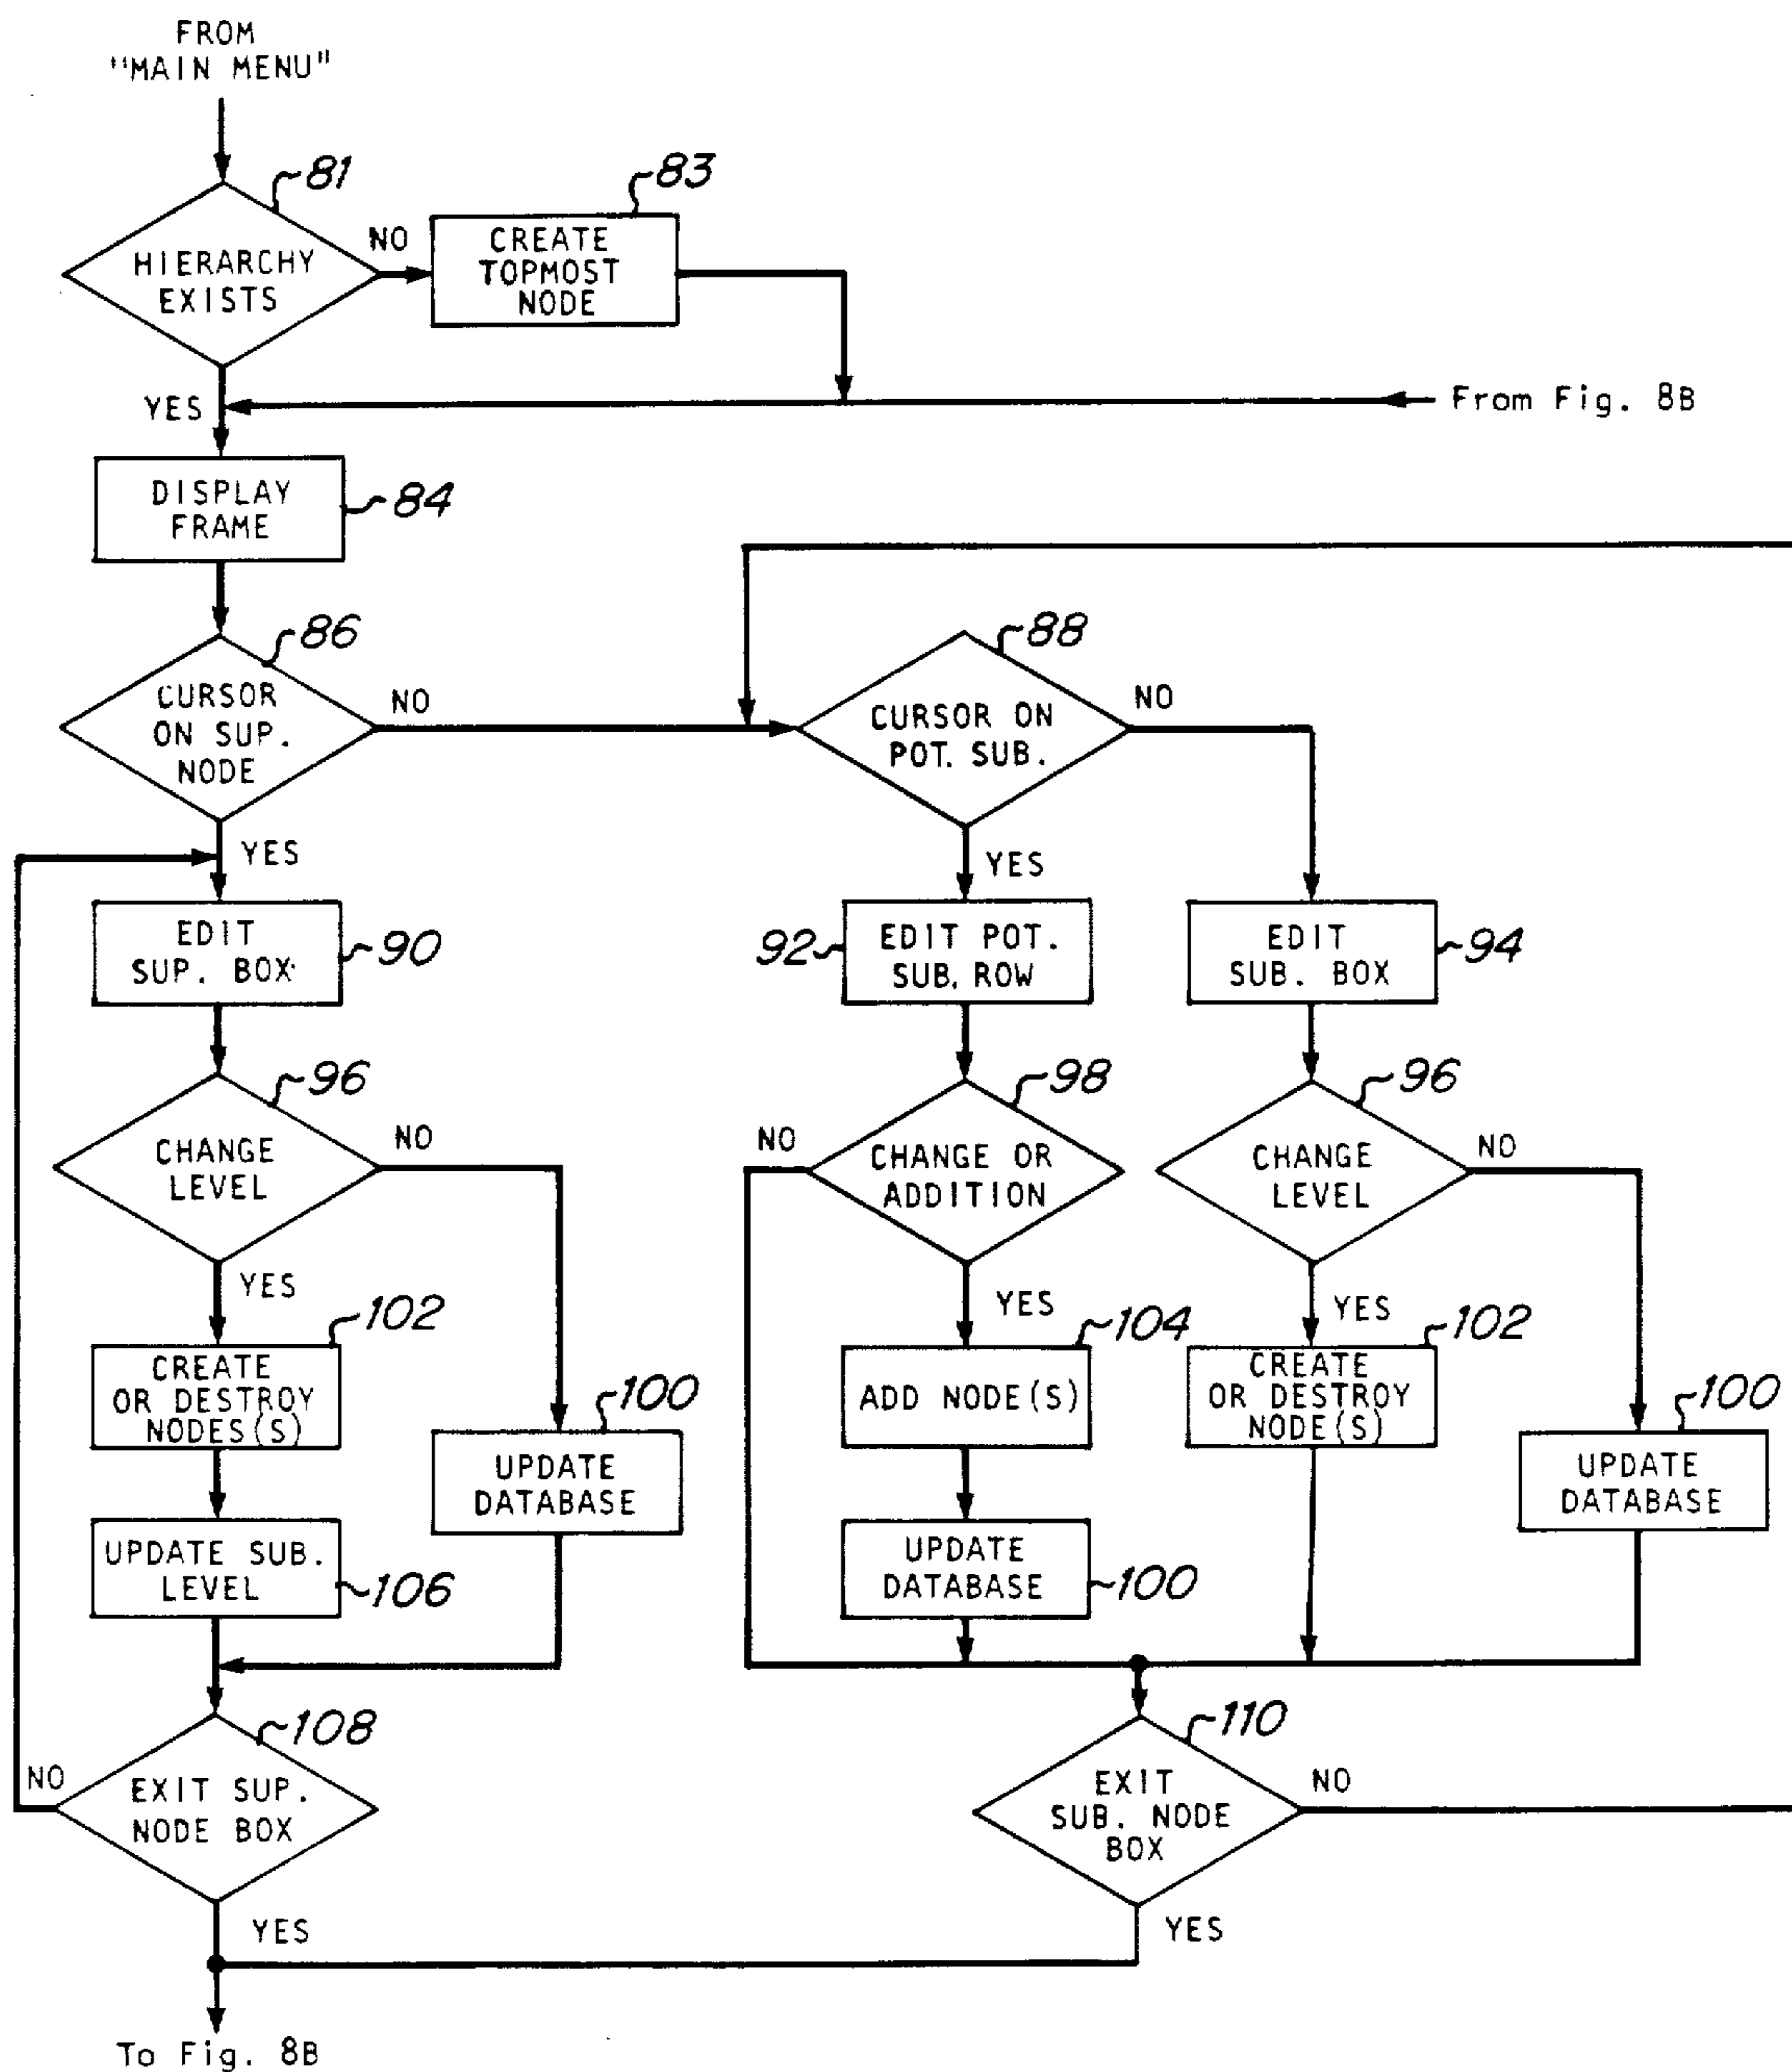 FROM
"MAIN MENU"
81
HIERARCHY
EXISTS
NO
83
CREATE
TOPMOST
NODE
YES
From Fig. 8B
DISPLAY
FRAME
84
86
CURSOR
ON SUP.
NODE
NO
88
CURSOR ON
POT. SUB.
NO
YES
YES
EDIT
SUP. BOX
90
92
EDIT POT.
SUB. ROW
EDIT
SUB. BOX
94
96
CHANGE
LEVEL
NO
98
NO
CHANGE OR
ADDITION
96
CHANGE
LEVEL
NO
YES
YES
YES
102
CREATE
OR DESTROY
NODES(S)
100
UPDATE
DATABASE
104
ADD NODE(S)
102
CREATE
OR DESTROY
NODE(S)
100
UPDATE
DATABASE
UPDATE SUB.
LEVEL
106
UPDATE
DATABASE
100
108
NO
EXIT SUP.
NODE BOX
110
EXIT
SUB. NODE
BOX
NO
YES
YES
To Fig. 8B